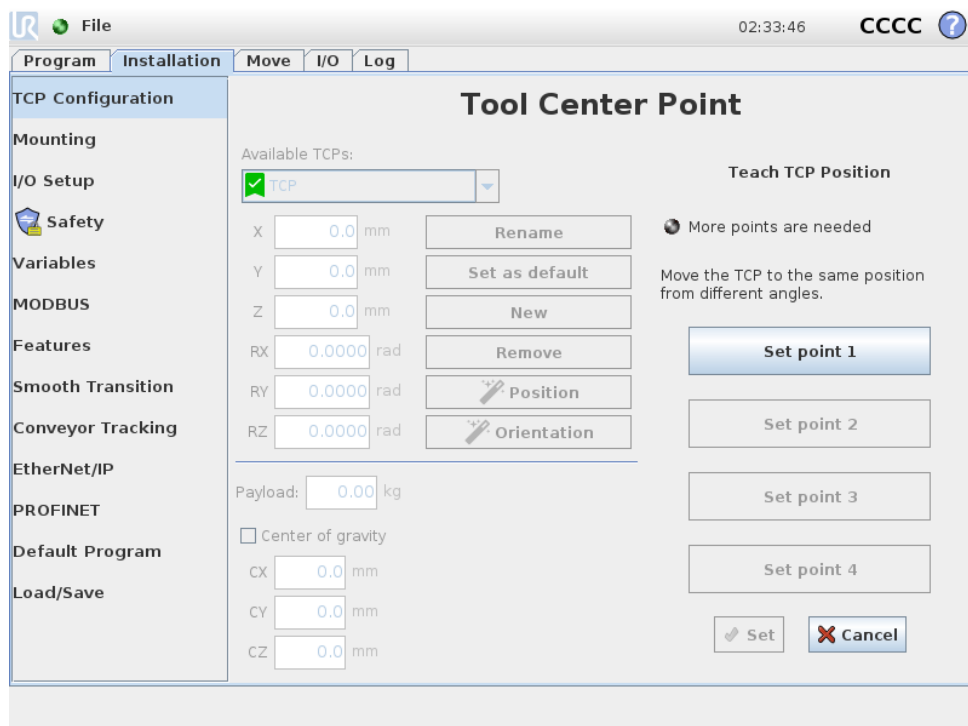 UR File 02:33:46 CCCC ?
Program Installation Move I/O Log
TCP Configuration
Mounting
I/O Setup
Safety
Variables
MODBUS
Features
Smooth Transition
Conveyor Tracking
EtherNet/IP
PROFINET
Default Program
Load/Save
Tool Center Point
Available TCPs:
TCP
X 0.0 mm Rename
Y 0.0 mm Set as default
Z 0.0 mm New
RX 0.0000 rad Remove
RY 0.0000 rad Position
RZ 0.0000 rad Orientation
Payload: 0.00 kg
Center of gravity
CX 0.0 mm
CY 0.0 mm
CZ 0.0 mm
Teach TCP Position
More points are needed
Move the TCP to the same position
from different angles.
Set point 1
Set point 2
Set point 3
Set point 4
Set Cancel